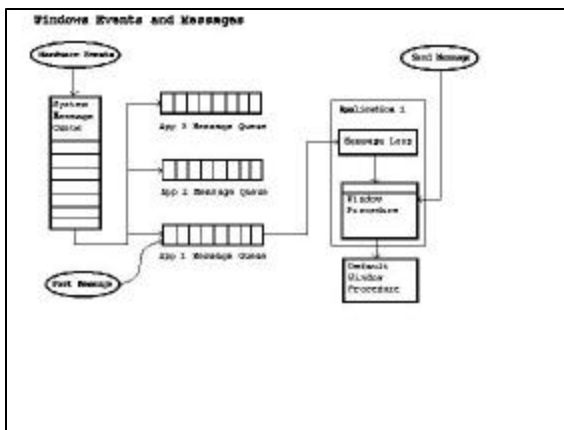 Windows Events and Messages
Hardware Events
Send Message
System
Message
Queue
App 3 Message Queue
App 2 Message Queue
App 1 Message Queue
Post Message
Application 1
Message Loop
Window
Procedure
Default
Window
Procedure